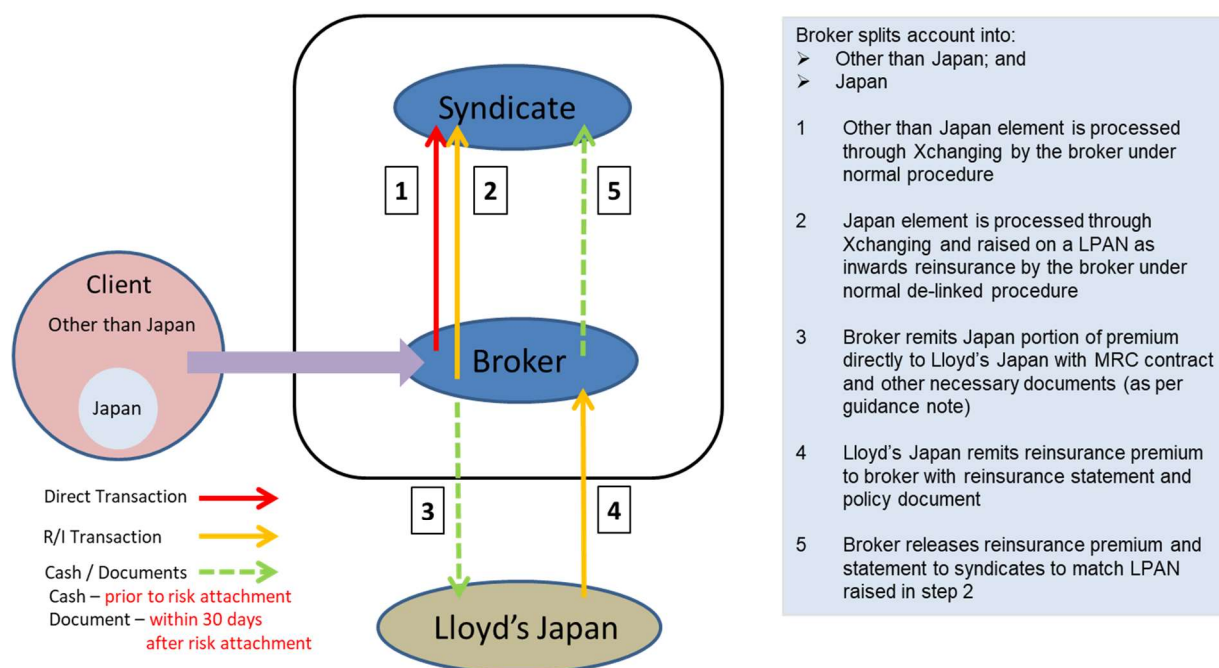 Syndicate
1
2
5
Client
Other than Japan
Japan
Broker
3
4
Lloyd's Japan
Direct Transaction
R/I Transaction
Cash / Documents
Cash – prior to risk attachment
Document – within 30 days
after risk attachment
Broker splits account into:
➢ Other than Japan; and
➢ Japan
1 Other than Japan element is processed
through Xchanging by the broker under
normal procedure
2 Japan element is processed through
Xchanging and raised on a LPAN as
inwards reinsurance by the broker under
normal de-linked procedure
3 Broker remits Japan portion of premium
directly to Lloyd's Japan with MRC contract
and other necessary documents (as per
guidance note)
4 Lloyd's Japan remits reinsurance premium
to broker with reinsurance statement and
policy document
5 Broker releases reinsurance premium and
statement to syndicates to match LPAN
raised in step 2